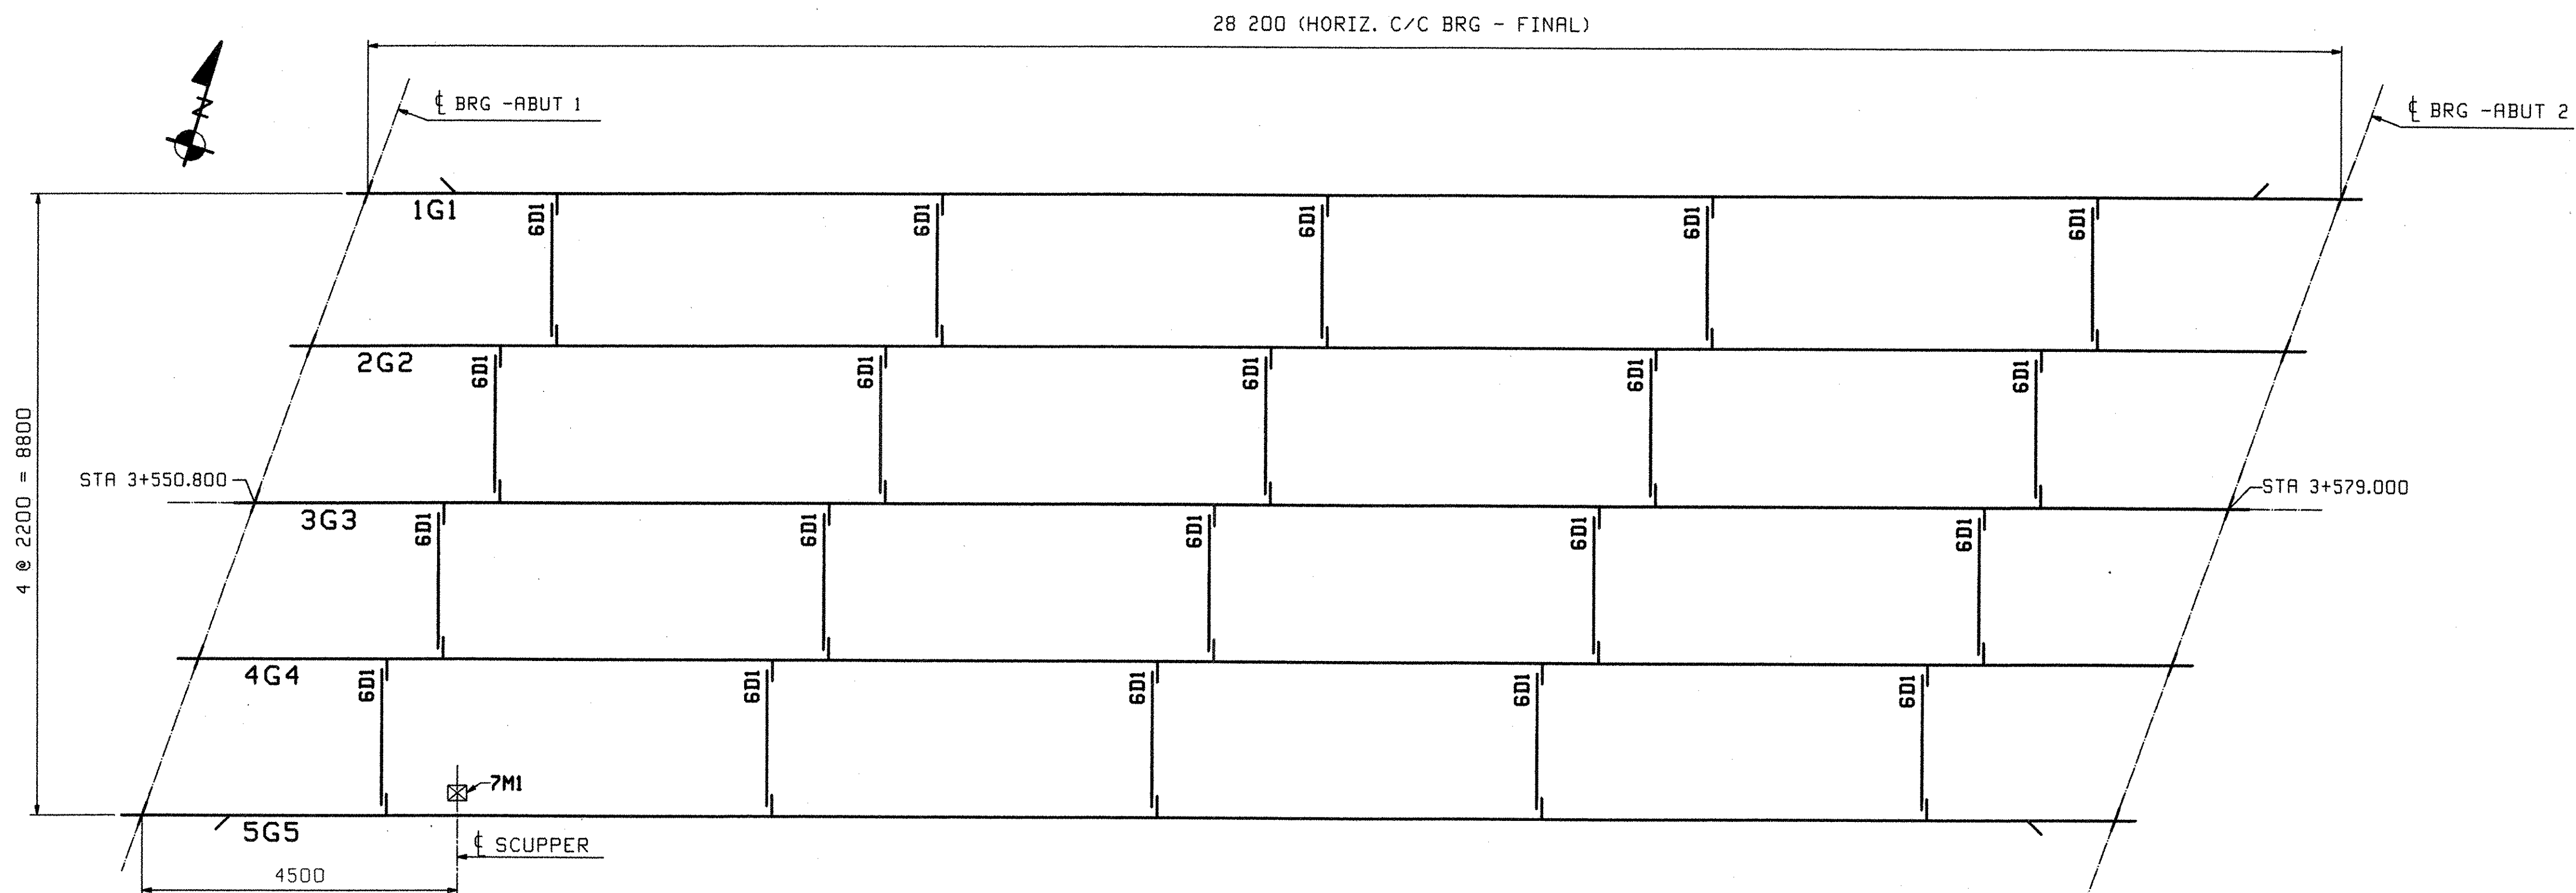 28 200 (HORIZ. C/C BRG - FINAL)
N
℄ BRG -ABUT 1
℄ BRG -ABUT 2
1G1
6D1 6D1 6D1 6D1 6D1
2G2
6D1 6D1 6D1 6D1 6D1
4 @ 2200 = 8800
STA 3+550.800
STA 3+579.000
3G3
6D1 6D1 6D1 6D1 6D1
4G4
6D1 6D1 6D1 6D1 6D1
7M1
5G5
℄ SCUPPER
4500